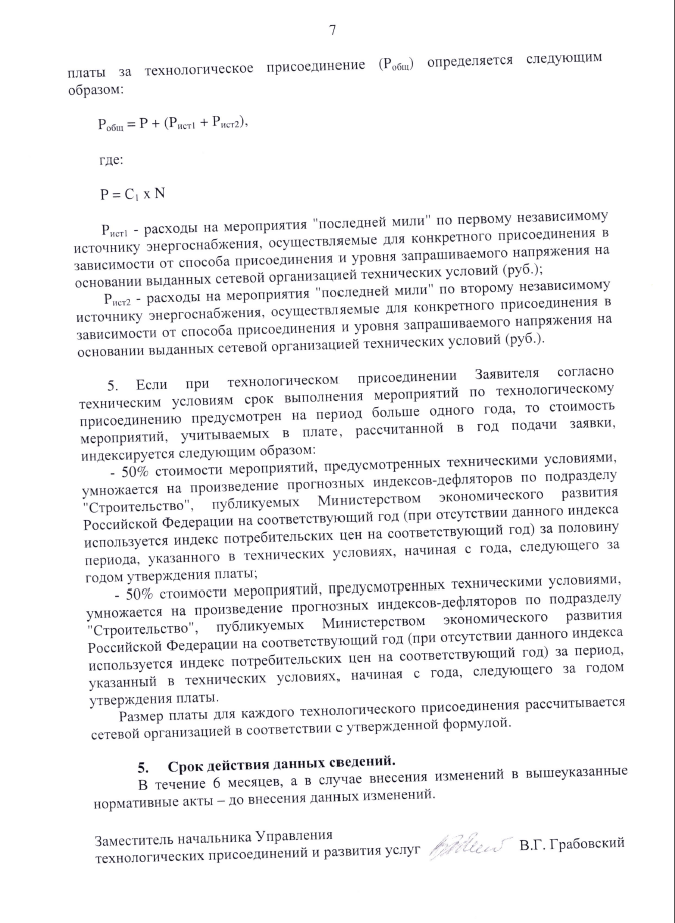 7
платы за технологическое присоединение (Pобщ) определяется следующим
образом:
Pобщ = P + (Pист1 + Pист2),
где:
P = C1 x N
Pист1 - расходы на мероприятия "последней мили" по первому независимому
источнику энергоснабжения, осуществляемые для конкретного присоединения в
зависимости от способа присоединения и уровня запрашиваемого напряжения на
основании выданных сетевой организацией технических условий (руб.);
Pист2 - расходы на мероприятия "последней мили" по второму независимому
источнику энергоснабжения, осуществляемые для конкретного присоединения в
зависимости от способа присоединения и уровня запрашиваемого напряжения на
основании выданных сетевой организацией технических условий (руб.).
5. Если при технологическом присоединении Заявителя согласно
техническим условиям срок выполнения мероприятий по технологическому
присоединению предусмотрен на период больше одного года, то стоимость
мероприятий, учитываемых в плате, рассчитанной в год подачи заявки,
индексируется следующим образом:
- 50% стоимости мероприятий, предусмотренных техническими условиями,
умножается на произведение прогнозных индексов-дефляторов по подразделу
"Строительство", публикуемых Министерством экономического развития
Российской Федерации на соответствующий год (при отсутствии данного индекса
используется индекс потребительских цен на соответствующий год) за половину
периода, указанного в технических условиях, начиная с года, следующего за
годом утверждения платы;
- 50% стоимости мероприятий, предусмотренных техническими условиями,
умножается на произведение прогнозных индексов-дефляторов по подразделу
"Строительство", публикуемых Министерством экономического развития
Российской Федерации на соответствующий год (при отсутствии данного индекса
используется индекс потребительских цен на соответствующий год) за период,
указанный в технических условиях, начиная с года, следующего за годом
утверждения платы.
Размер платы для каждого технологического присоединения рассчитывается
сетевой организацией в соответствии с утвержденной формулой.
5. Срок действия данных сведений.
В течение 6 месяцев, а в случае внесения изменений в вышеуказанные
нормативные акты – до внесения данных изменений.
Заместитель начальника Управления
технологических присоединений и развития услуг В.Г. Грабовский